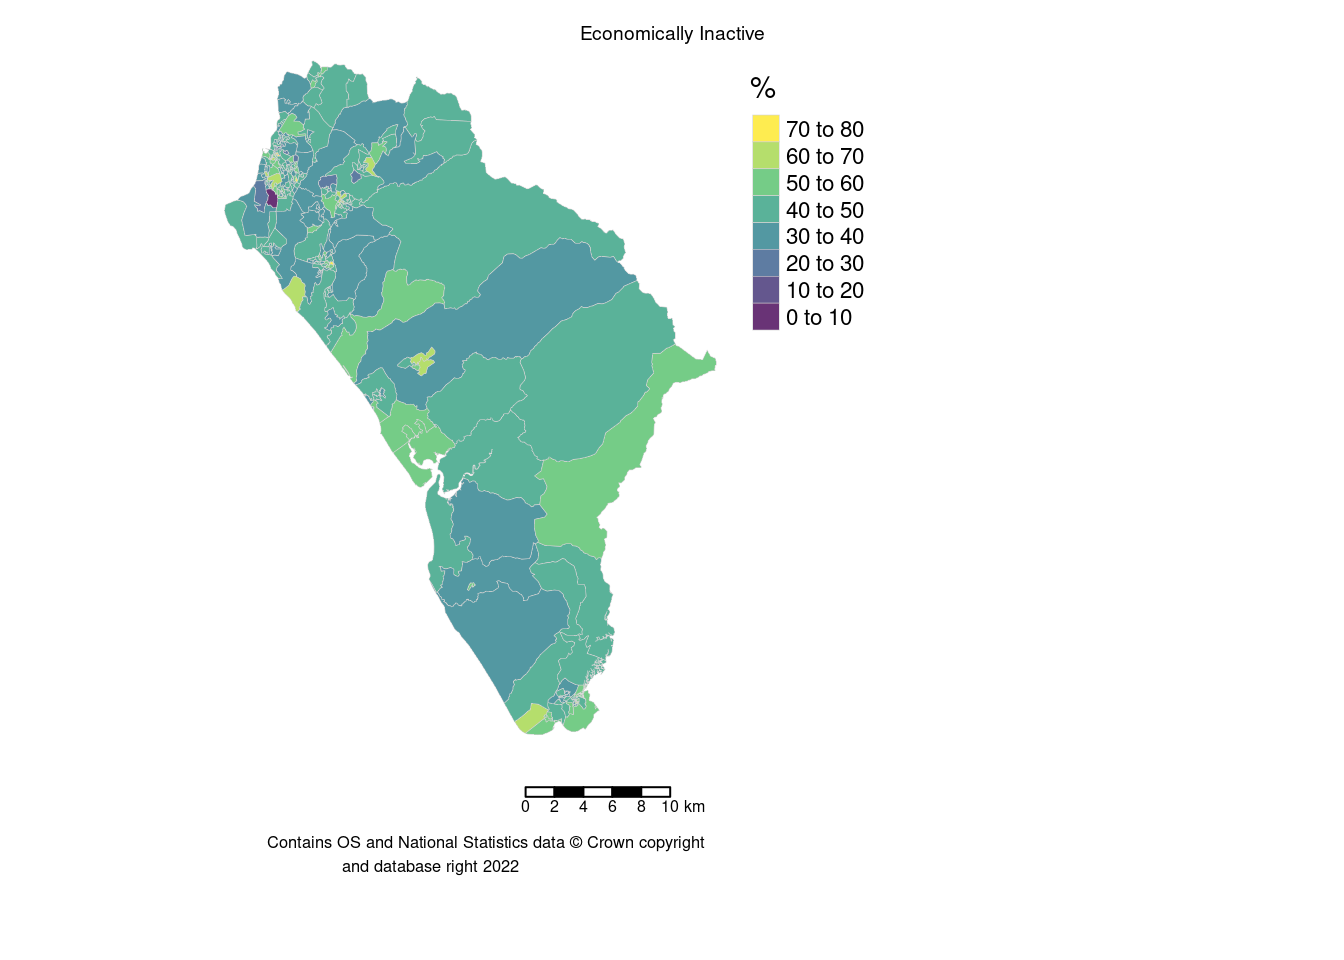 Economically Inactive
%
70 to 80
60 to 70
50 to 60
40 to 50
30 to 40
20 to 30
10 to 20
0 to 10
0 2 4 6 8 10 km
Contains OS and National Statistics data © Crown copyright
and database right 2022